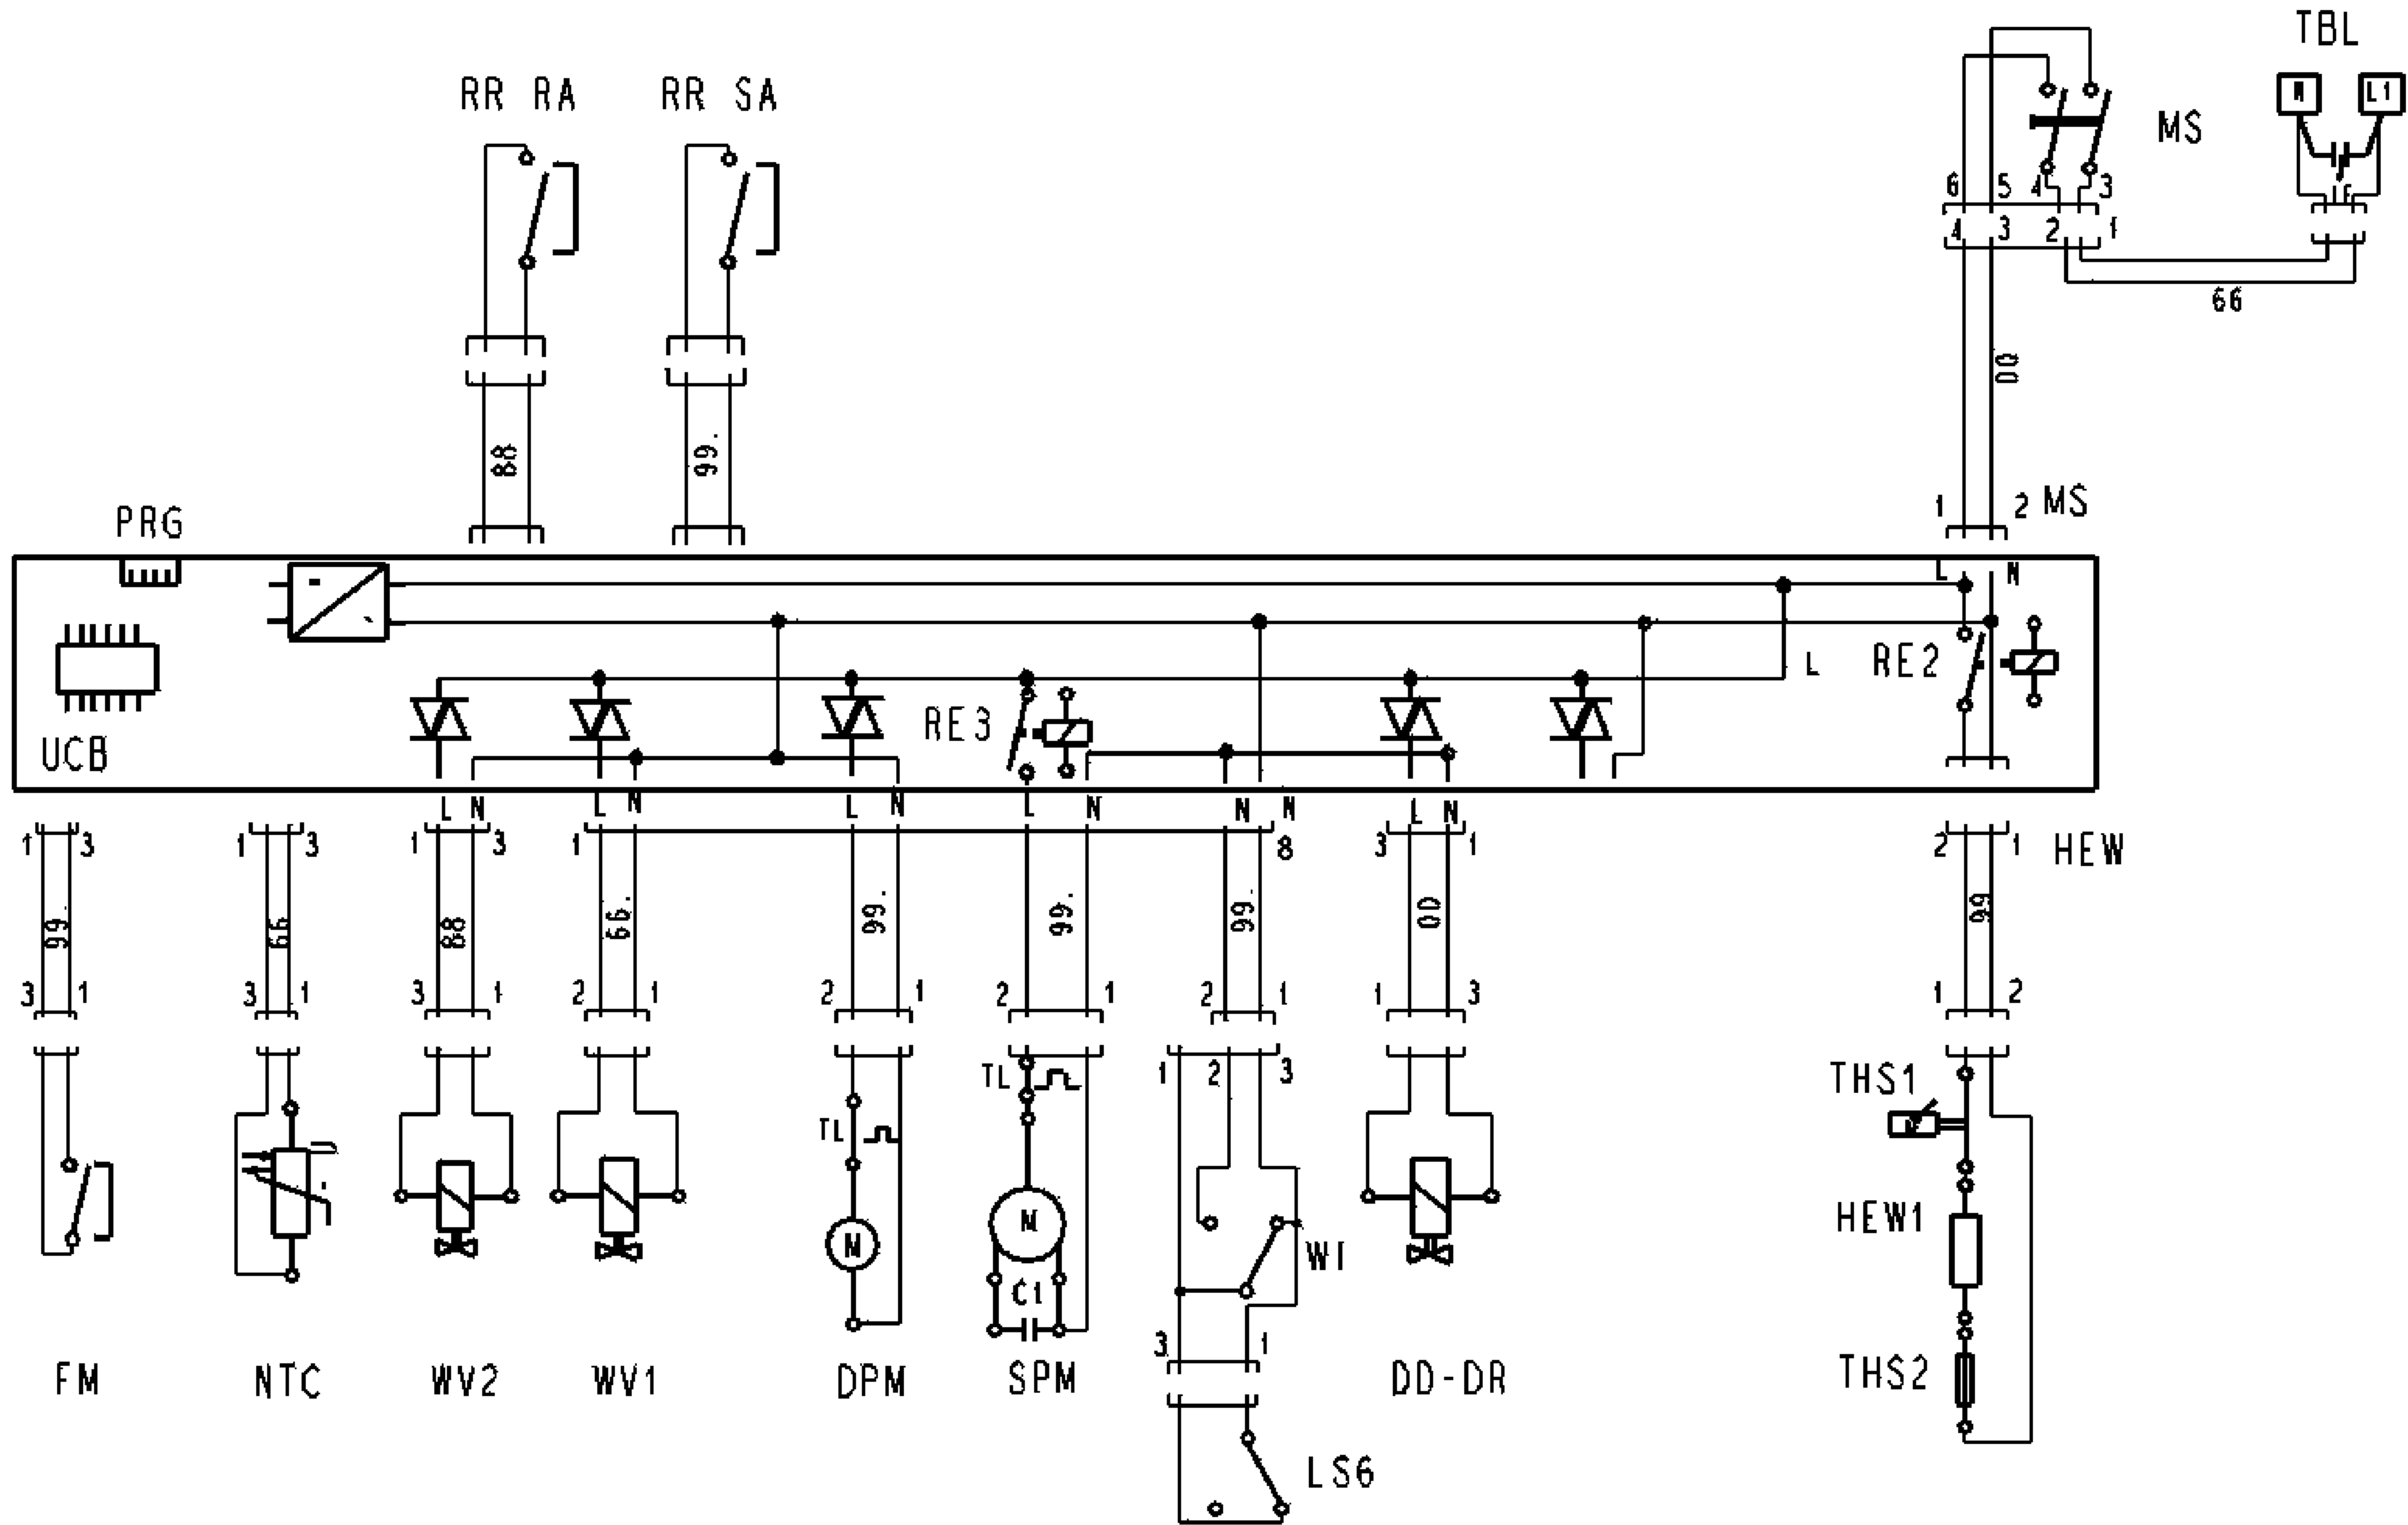 TBL
RR RA
RR SA
N
L1
MS
6 5 4 3
4 3 2 1
66
00
88
99.
1 2 MS
PRG
L N
L
RE2
RE3
UCB
L N L N L N L N N N L N
1 3 1 3 1 3 1 8 3 1 2 1 HEW
99. 66 88 66. 99. 99. 99. 00 99
3 1 3 1 3 1 2 1 2 1 2 1 2 1 1 3 1 2
TL
1 2 3
THS1
TL
M
M
HEW1
WI
C1
3 1
FM NTC WV2 WV1 DPM SPM DD-DR THS2
LS6